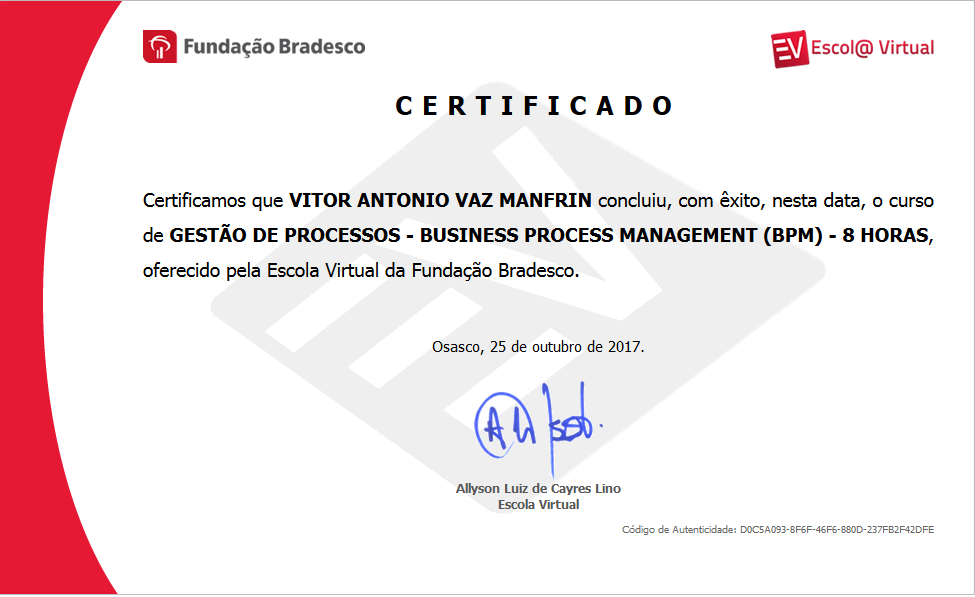 Fundação Bradesco
EV Escol@ Virtual
CERTIFICADO
Certificamos que VITOR ANTONIO VAZ MANFRIN concluiu, com êxito, nesta data, o curso
de GESTÃO DE PROCESSOS - BUSINESS PROCESS MANAGEMENT (BPM) - 8 HORAS,
oferecido pela Escola Virtual da Fundação Bradesco.
Osasco, 25 de outubro de 2017.
Allyson Luiz de Cayres Lino
Escola Virtual
Código de Autenticidade: D0C5A093-8F6F-46F6-880D-237FB2F42DFE